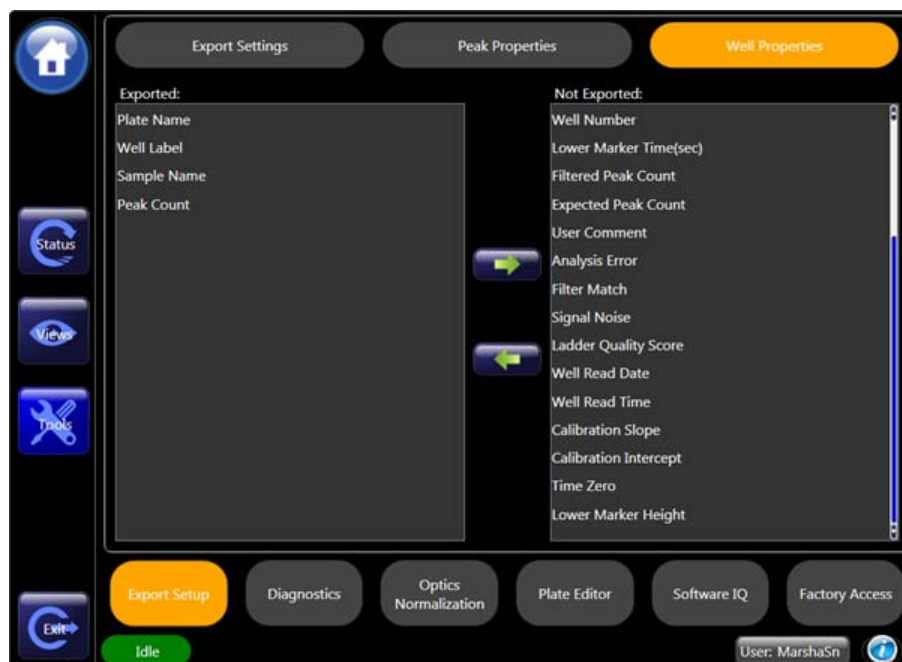 Export Settings
Peak Properties
Well Properties
Exported:
Plate Name
Well Label
Sample Name
Peak Count
Not Exported:
Well Number
Lower Marker Time(sec)
Filtered Peak Count
Expected Peak Count
User Comment
Analysis Error
Filter Match
Signal Noise
Ladder Quality Score
Well Read Date
Well Read Time
Calibration Slope
Calibration Intercept
Time Zero
Lower Marker Height
Status
Views
Tools
Exit
Export Setup
Diagnostics
Optics
Normalization
Plate Editor
Software IQ
Factory Access
Idle
User: MarshaSn
i